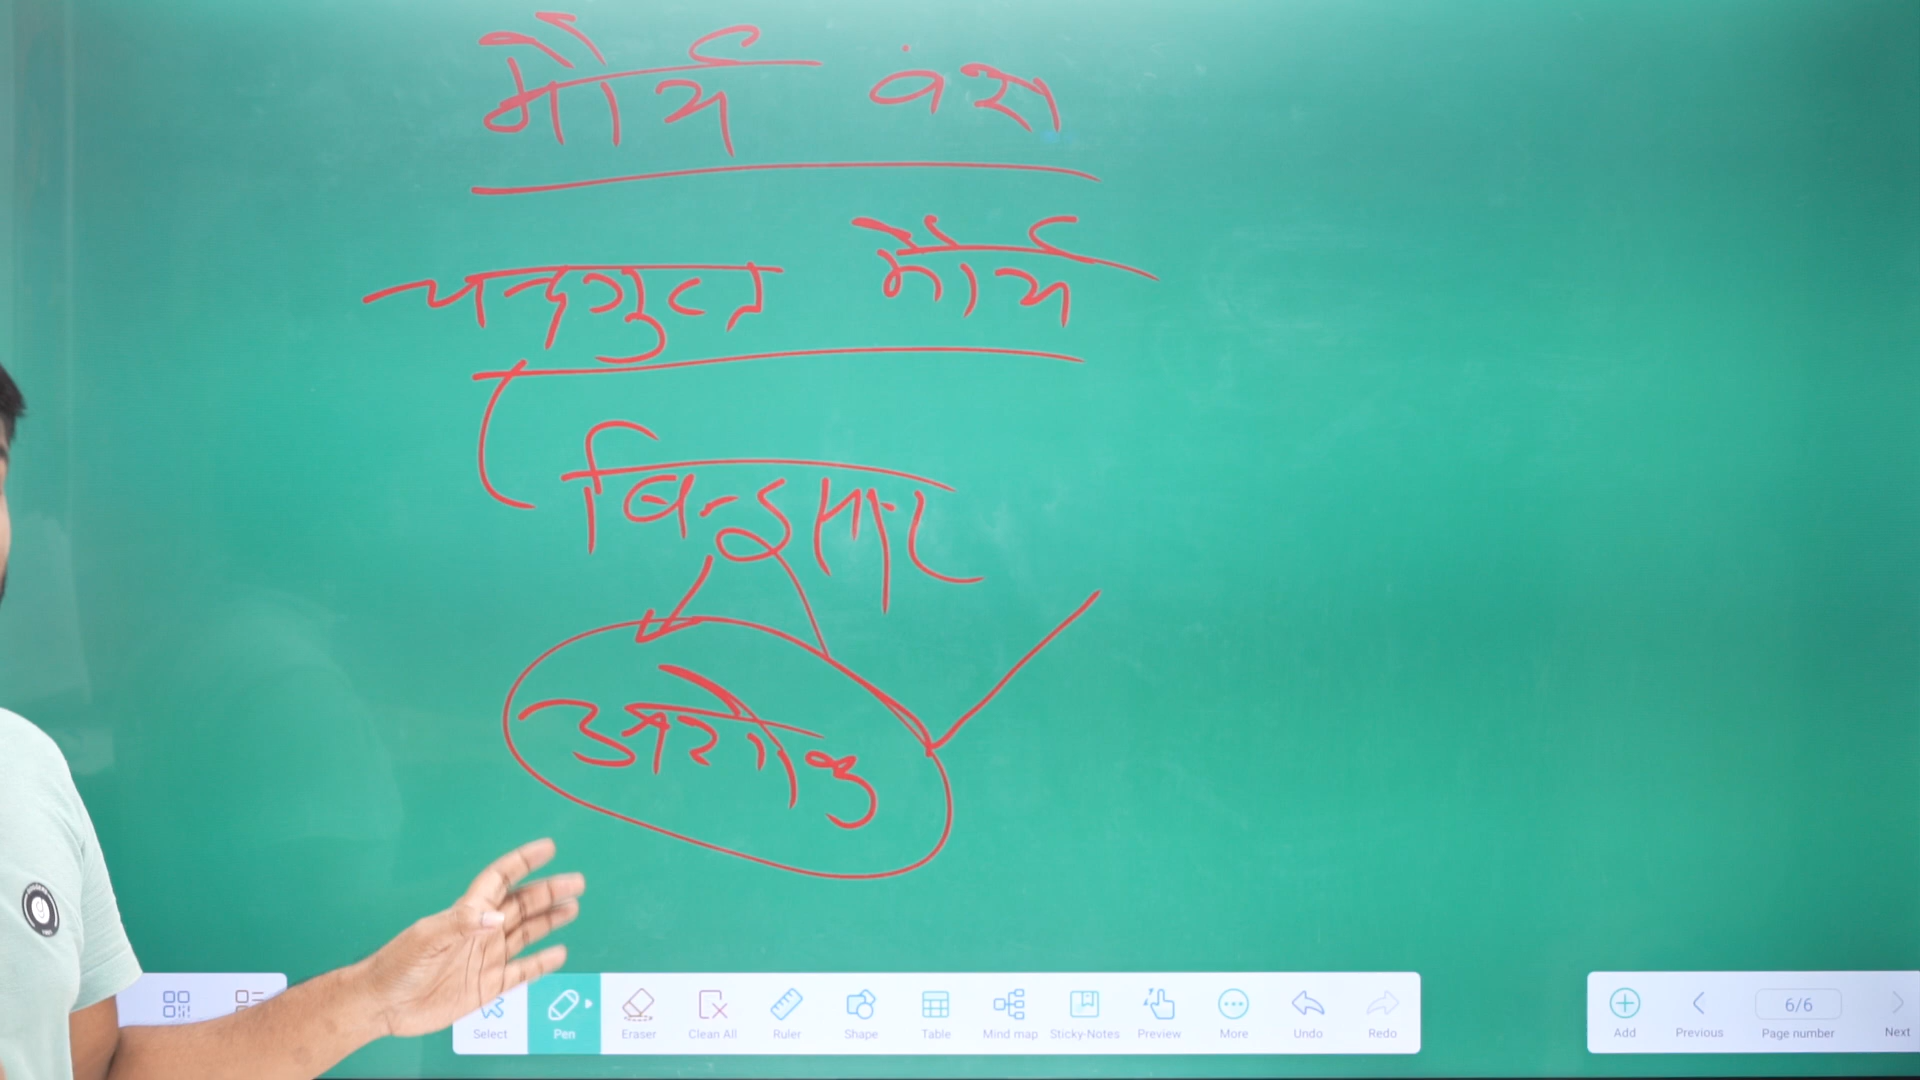 मौर्य वंश
चन्द्रगुप्त मौर्य
बिन्दुसार
अशोक
Select Pen Eraser Clean All Ruler Shape Table Mind map Sticky-Notes Preview More Undo Redo
Add Previous 6/6 Page number Next